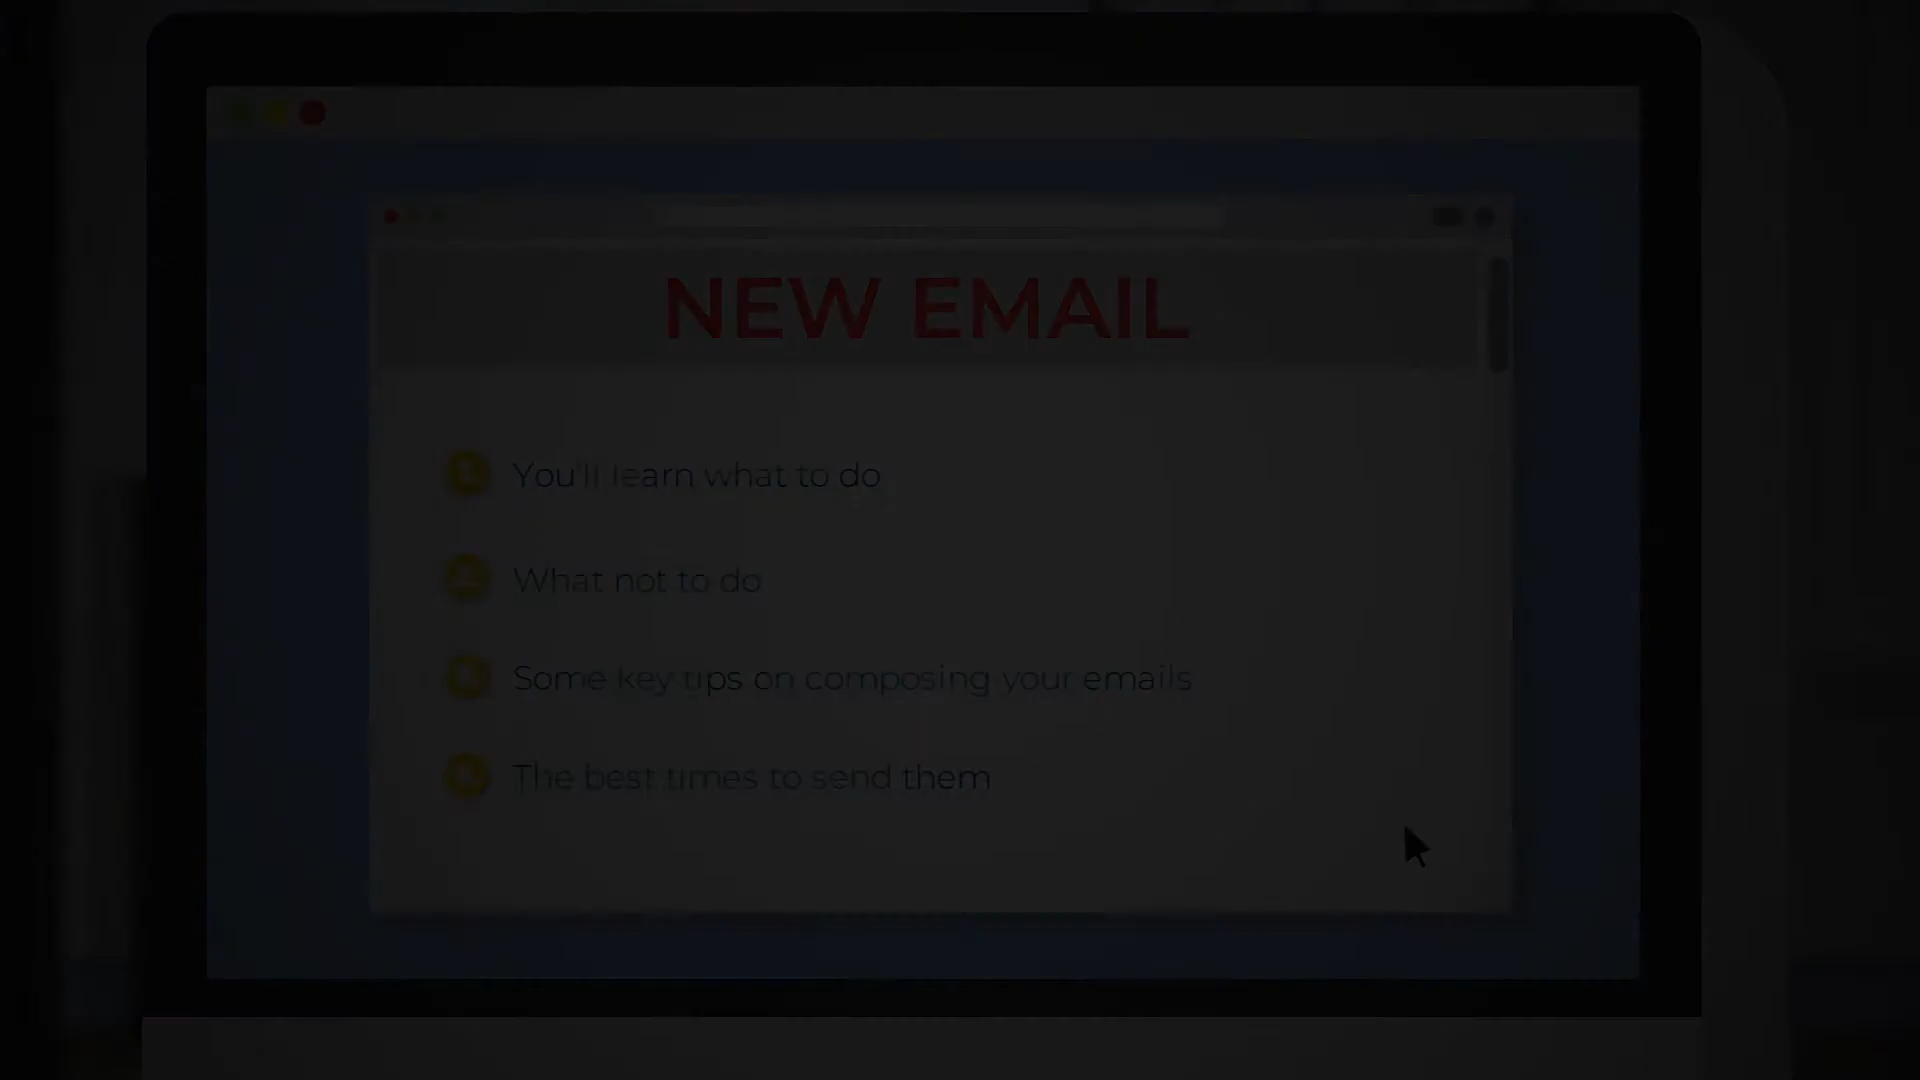 NEW EMAIL
You'll learn what to do
What not to do
Some key tips on composing your emails
The best times to send them